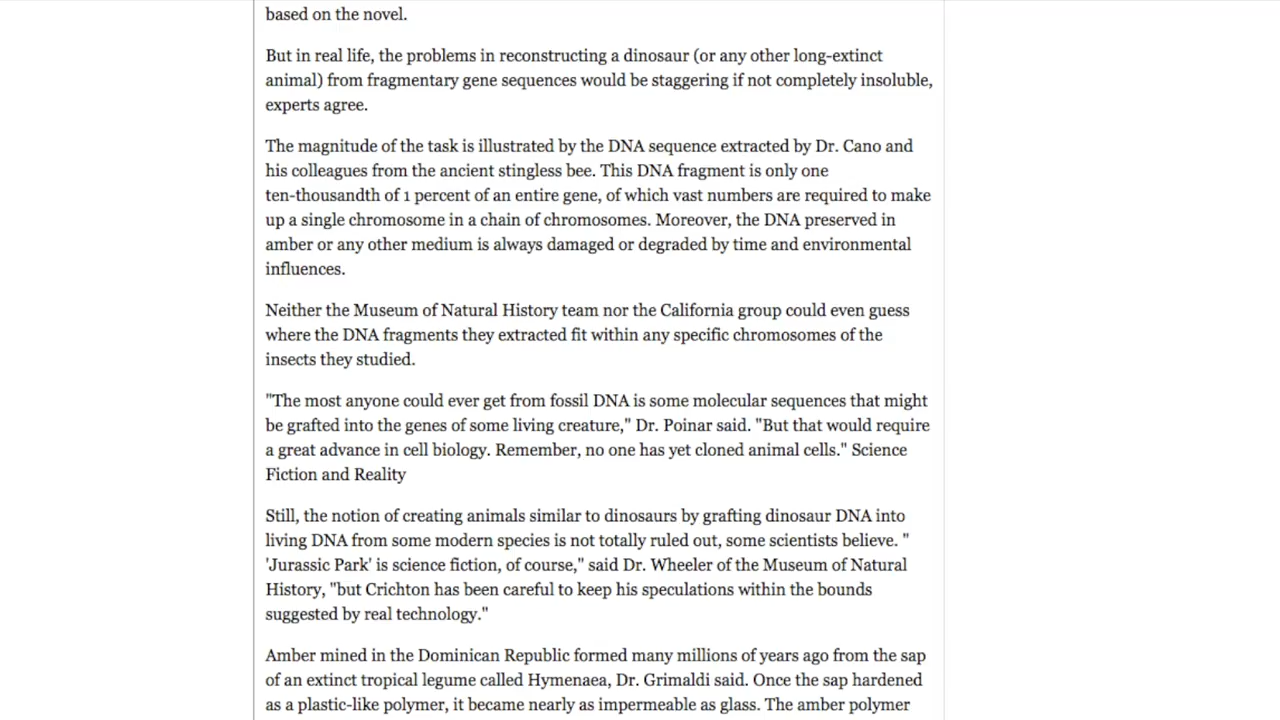 based on the novel.
But in real life, the problems in reconstructing a dinosaur (or any other long-extinct
animal) from fragmentary gene sequences would be staggering if not completely insoluble,
experts agree.
The magnitude of the task is illustrated by the DNA sequence extracted by Dr. Cano and
his colleagues from the ancient stingless bee. This DNA fragment is only one
ten-thousandth of 1 percent of an entire gene, of which vast numbers are required to make
up a single chromosome in a chain of chromosomes. Moreover, the DNA preserved in
amber or any other medium is always damaged or degraded by time and environmental
influences.
Neither the Museum of Natural History team nor the California group could even guess
where the DNA fragments they extracted fit within any specific chromosomes of the
insects they studied.
"The most anyone could ever get from fossil DNA is some molecular sequences that might
be grafted into the genes of some living creature," Dr. Poinar said. "But that would require
a great advance in cell biology. Remember, no one has yet cloned animal cells." Science
Fiction and Reality
Still, the notion of creating animals similar to dinosaurs by grafting dinosaur DNA into
living DNA from some modern species is not totally ruled out, some scientists believe. "
'Jurassic Park' is science fiction, of course," said Dr. Wheeler of the Museum of Natural
History, "but Crichton has been careful to keep his speculations within the bounds
suggested by real technology."
Amber mined in the Dominican Republic formed many millions of years ago from the sap
of an extinct tropical legume called Hymenaea, Dr. Grimaldi said. Once the sap hardened
as a plastic-like polymer, it became nearly as impermeable as glass. The amber polymer